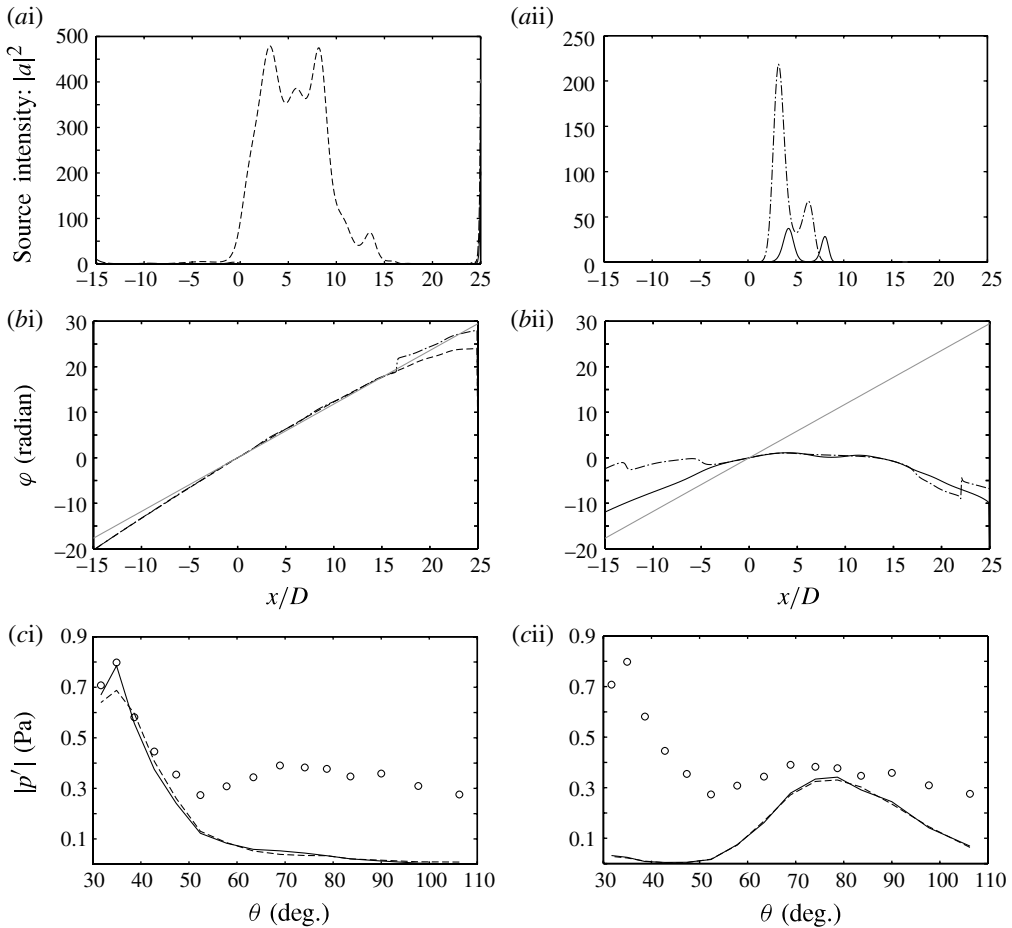 (ai)
(aii)
Source intensity: |a|²
500
400
300
200
100
0
−15 −10 −5 0 5 10 15 20 25
250
200
150
100
50
0
−15 −10 −5 0 5 10 15 20 25
(bi)
(bii)
φ (radian)
30
20
10
0
−10
−20
−15 −10 −5 0 5 10 15 20 25
x/D
30
20
10
0
−10
−20
−15 −10 −5 0 5 10 15 20 25
x/D
(ci)
(cii)
|p′| (Pa)
0.9
0.7
0.5
0.3
0.1
30 40 50 60 70 80 90 100 110
θ (deg.)
0.9
0.7
0.5
0.3
0.1
30 40 50 60 70 80 90 100 110
θ (deg.)